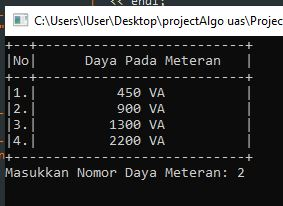 << endl;
C:\Users\IUser\Desktop\projectAlgo uas\Projec
+--+-------------------------+
|No|      Daya Pada Meteran   |
+--+-------------------------+
|1.|          450 VA          |
|2.|          900 VA          |
|3.|         1300 VA          |
|4.|         2200 VA          |
+--+-------------------------+
Masukkan Nomor Daya Meteran: 2